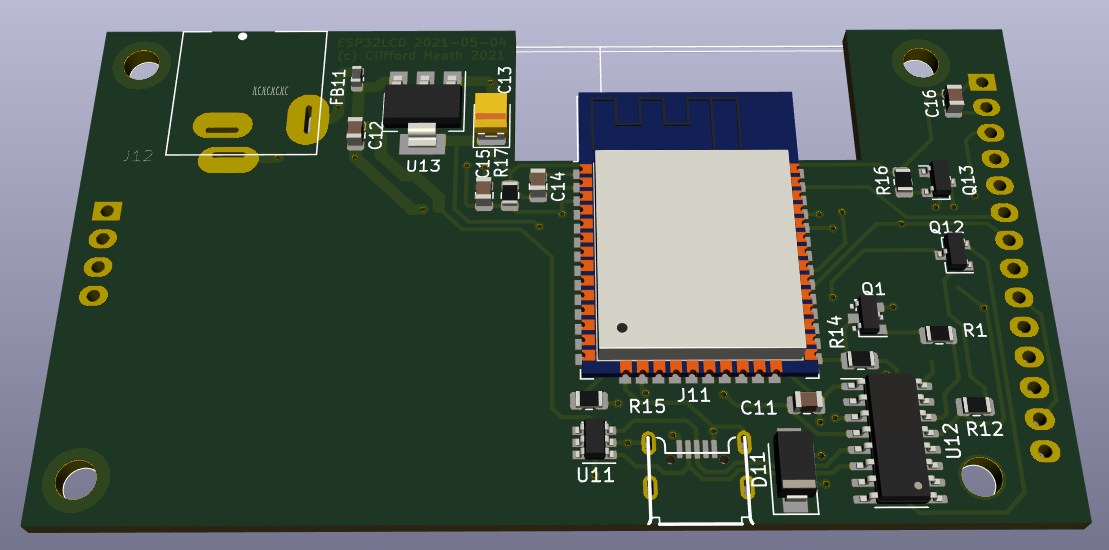 ESP32LCD 2021-05-04
(c) Clifford Heath 2021
FB11
C13
C16
J12
C12
U13
C15
R17
C14
R16
Q13
Q12
Q1
R14
R1
J11
R15
C11
R12
U12
U11
D11